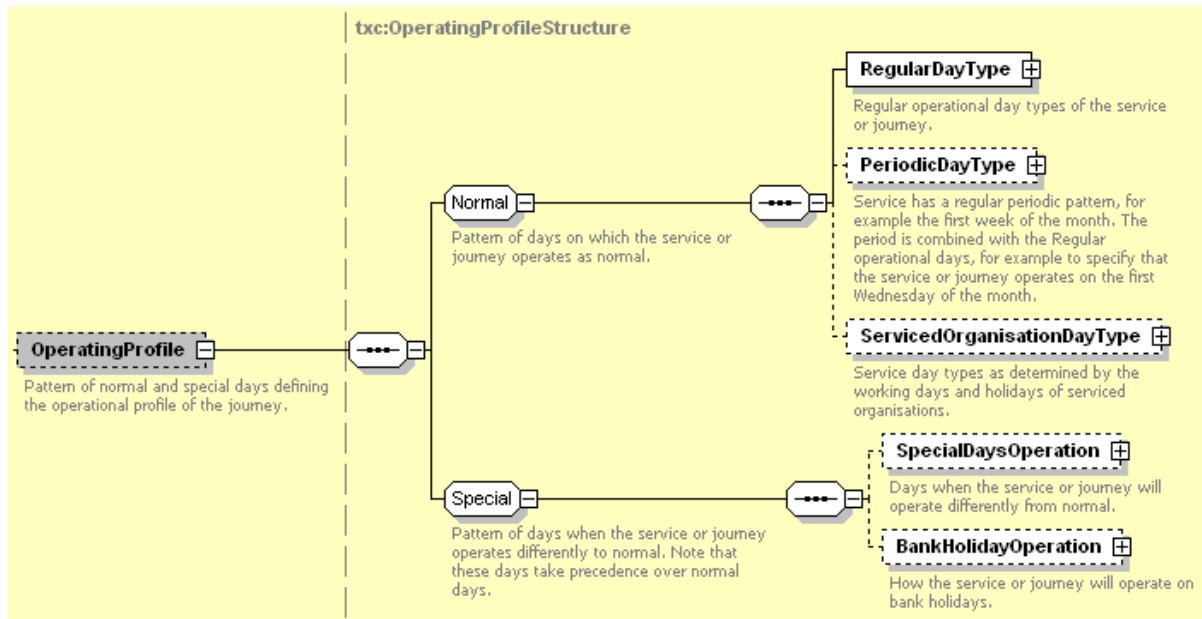 txc:OperatingProfileStructure
RegularDayType
Regular operational day types of the service
or journey.
PeriodicDayType
Service has a regular periodic pattern, for
example the first week of the month. The
period is combined with the Regular
operational days, for example to specify that
the service or journey operates on the first
Wednesday of the month.
Normal
Pattern of days on which the service or
journey operates as normal.
OperatingProfile
Pattern of normal and special days defining
the operational profile of the journey.
ServicedOrganisationDayType
Service day types as determined by the
working days and holidays of serviced
organisations.
SpecialDaysOperation
Days when the service or journey will
operate differently from normal.
Special
Pattern of days when the service or journey
operates differently to normal. Note that
these days take precedence over normal
days.
BankHolidayOperation
How the service or journey will operate on
bank holidays.